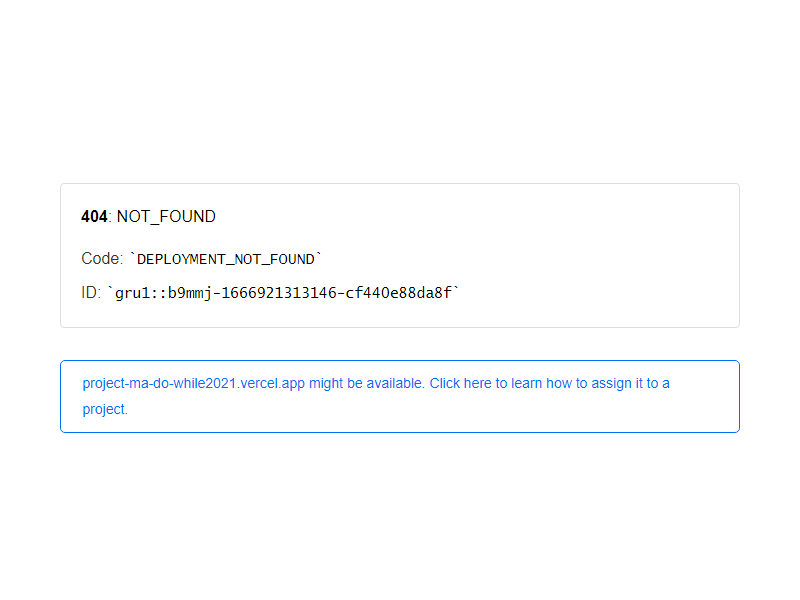 404: NOT_FOUND
Code: `DEPLOYMENT_NOT_FOUND`
ID: `gru1::b9mmj-1666921313146-cf440e88da8f`
project-ma-do-while2021.vercel.app might be available. Click here to learn how to assign it to a
project.